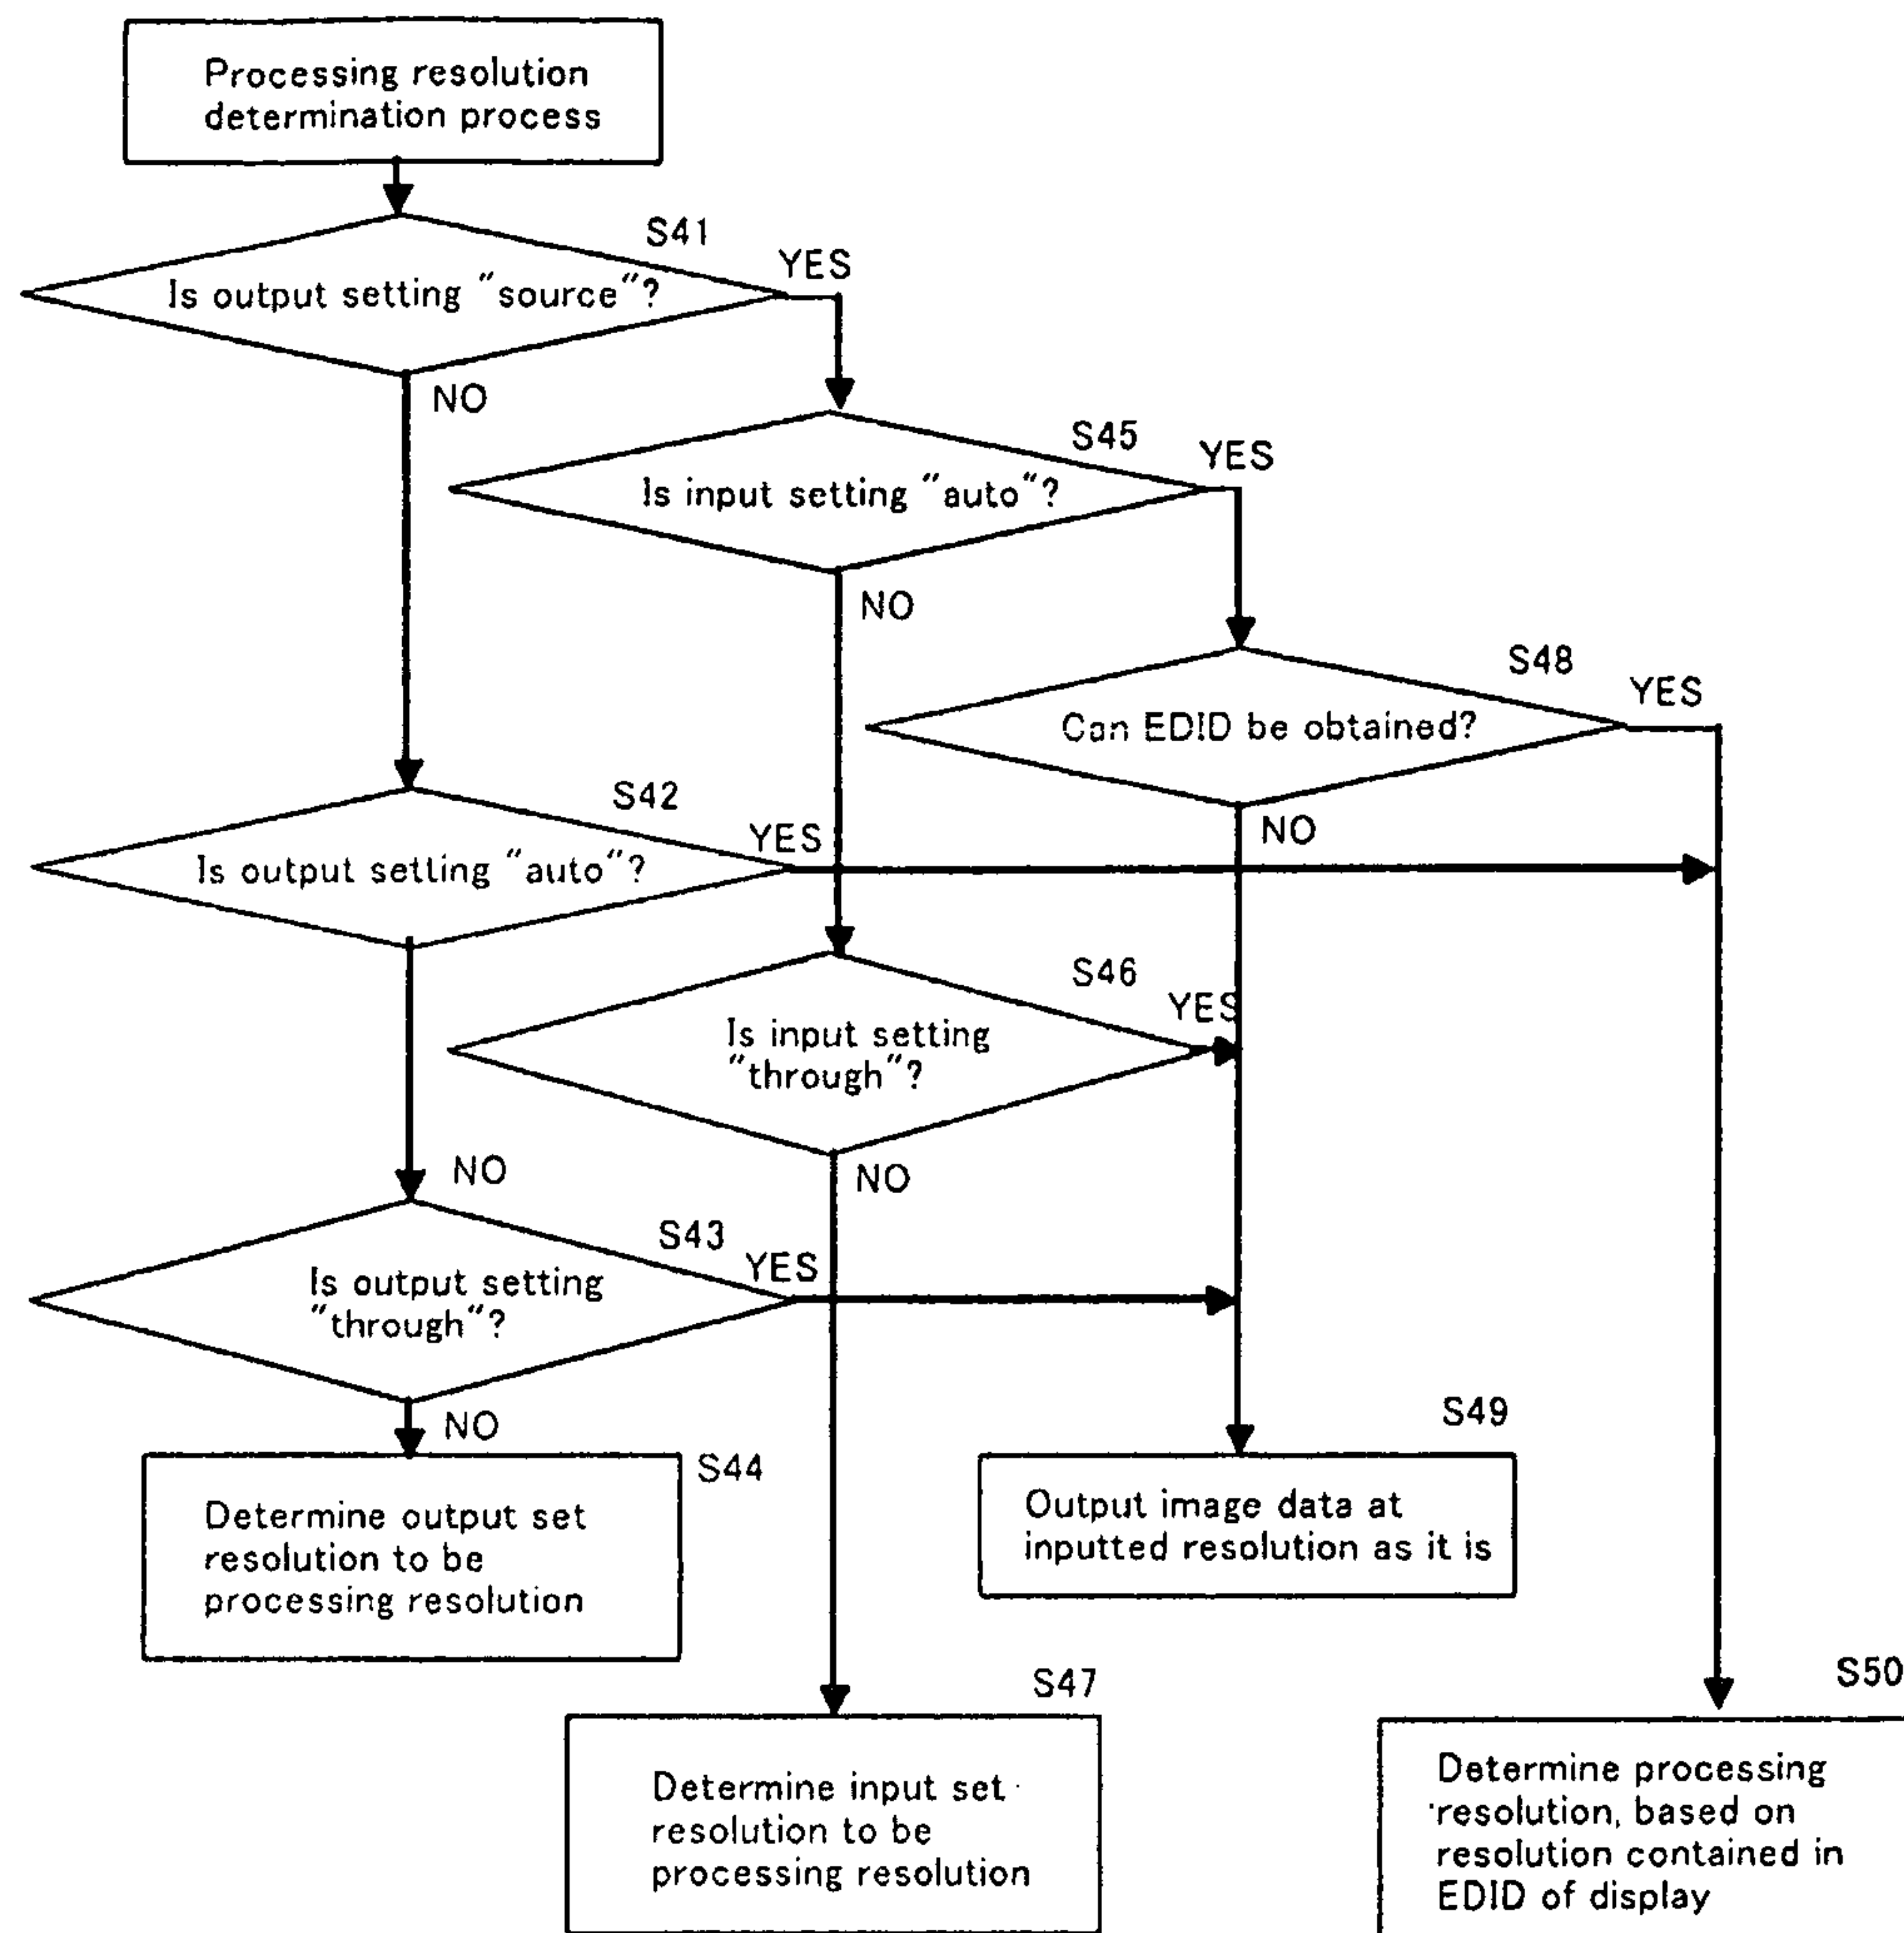 Processing resolution
determination process
S41
YES
Is output setting "source"?
NO
S45
YES
Is input setting "auto"?
NO
S48
YES
Can EDID be obtained?
NO
S42
YES
Is output setting "auto"?
S46
YES
Is input setting
"through"?
NO
NO
S43
YES
Is output setting
"through"?
NO
S49
S44
Output image data at
inputted resolution as it is
Determine output set
resolution to be
processing resolution
S47
S50
Determine input set
resolution to be
processing resolution
Determine processing
resolution, based on
resolution contained in
EDID of display